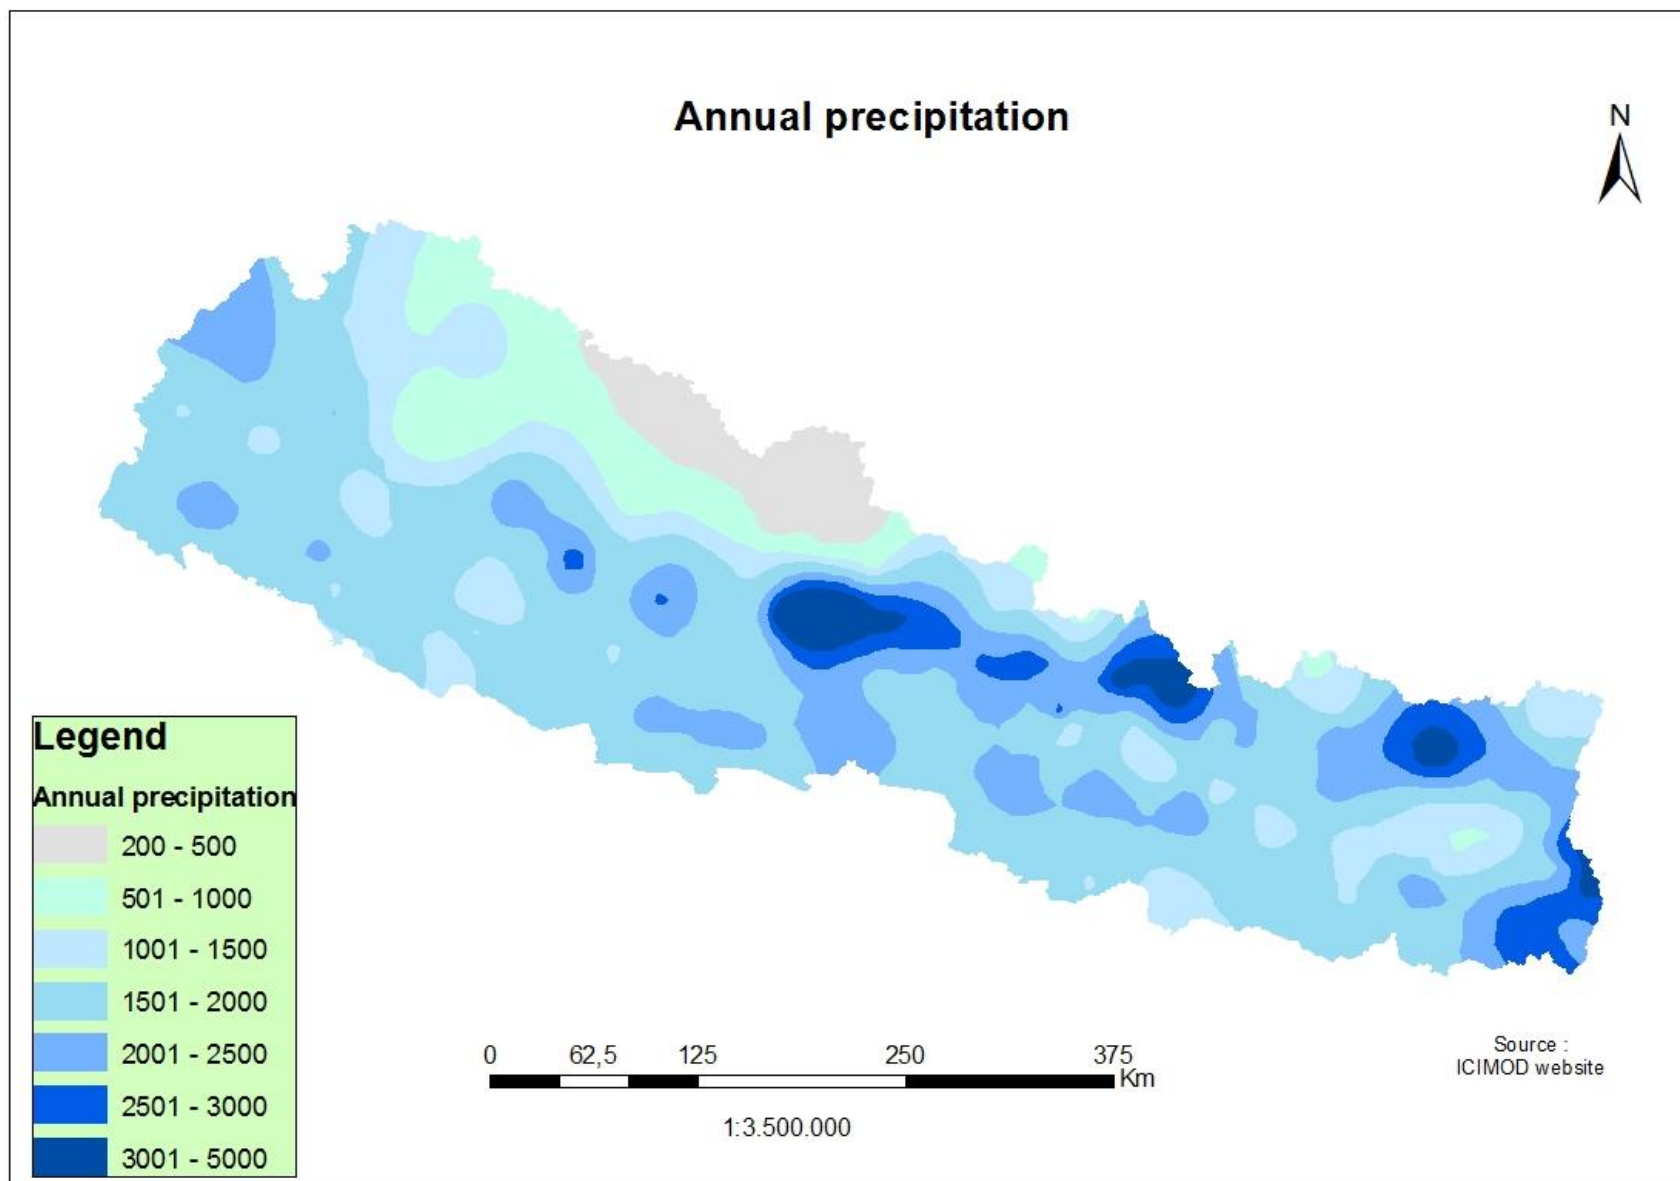 Annual precipitation
N
Legend
Annual precipitation
200 - 500
501 - 1000
1001 - 1500
1501 - 2000
2001 - 2500
2501 - 3000
3001 - 5000
0 62,5 125 250 375
Km
1:3.500.000
Source :
ICIMOD website